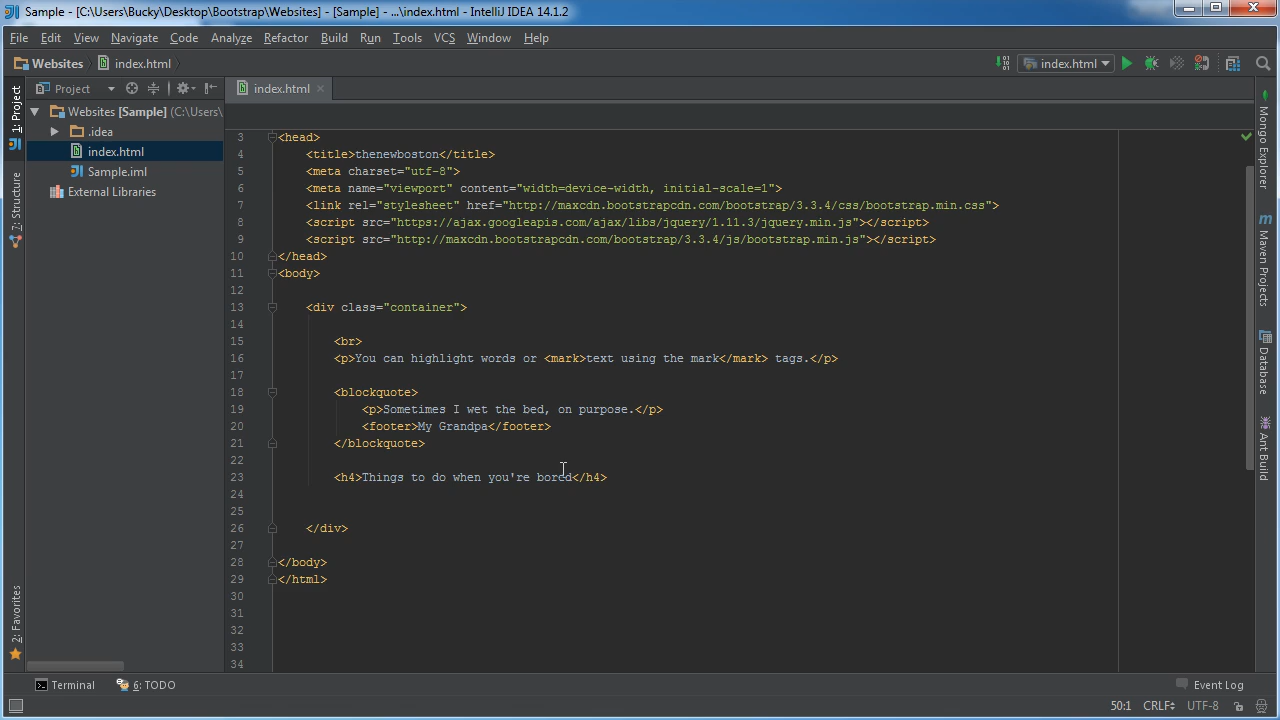 Sample - [C:\Users\Bucky\Desktop\Bootstrap\Websites] - [Sample] - ...\index.html - IntelliJ IDEA 14.1.2
File Edit View Navigate Code Analyze Refactor Build Run Tools VCS Window Help
Websites index.html index.html
Project index.html
Websites [Sample] (C:\Users\
.idea
index.html
Sample.iml
External Libraries
1: Project
7: Structure
2: Favorites
3 <head>
4 <title>thenewboston</title>
5 <meta charset="utf-8">
6 <meta name="viewport" content="width=device-width, initial-scale=1">
7 <link rel="stylesheet" href="http://maxcdn.bootstrapcdn.com/bootstrap/3.3.4/css/bootstrap.min.css">
8 <script src="https://ajax.googleapis.com/ajax/libs/jquery/1.11.3/jquery.min.js"></script>
9 <script src="http://maxcdn.bootstrapcdn.com/bootstrap/3.3.4/js/bootstrap.min.js"></script>
10 </head>
11 <body>
12
13 <div class="container">
14
15 <br>
16 <p>You can highlight words or <mark>text using the mark</mark> tags.</p>
17
18 <blockquote>
19 <p>Sometimes I wet the bed, on purpose.</p>
20 <footer>My Grandpa</footer>
21 </blockquote>
22
23 <h4>Things to do when you're bored</h4>
24
25
26 </div>
27
28 </body>
29 </html>
30
31
32
33
34
Mongo Explorer
Maven Projects
Database
Ant Build
Terminal 6: TODO Event Log
50:1 CRLF UTF-8